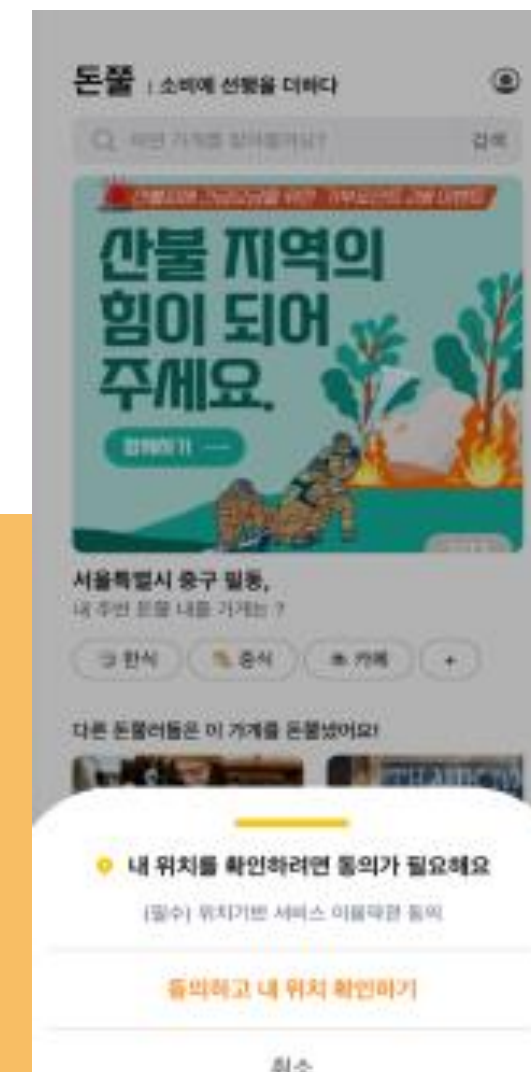 돈쭐 | 소비에 선행을 더하다
검색
산불 지역의
힘이 되어
주세요.
함께하기
서울특별시 중구 필동,
내 주변 돈쭐 내줄 가게는 ?
한식
중식
카페
+
다른 돈쭐러들은 이 가게를 돈쭐냈어요!
내 위치를 확인하려면 동의가 필요해요
(필수) 위치기반 서비스 이용약관 동의
동의하고 내 위치 확인하기
취소